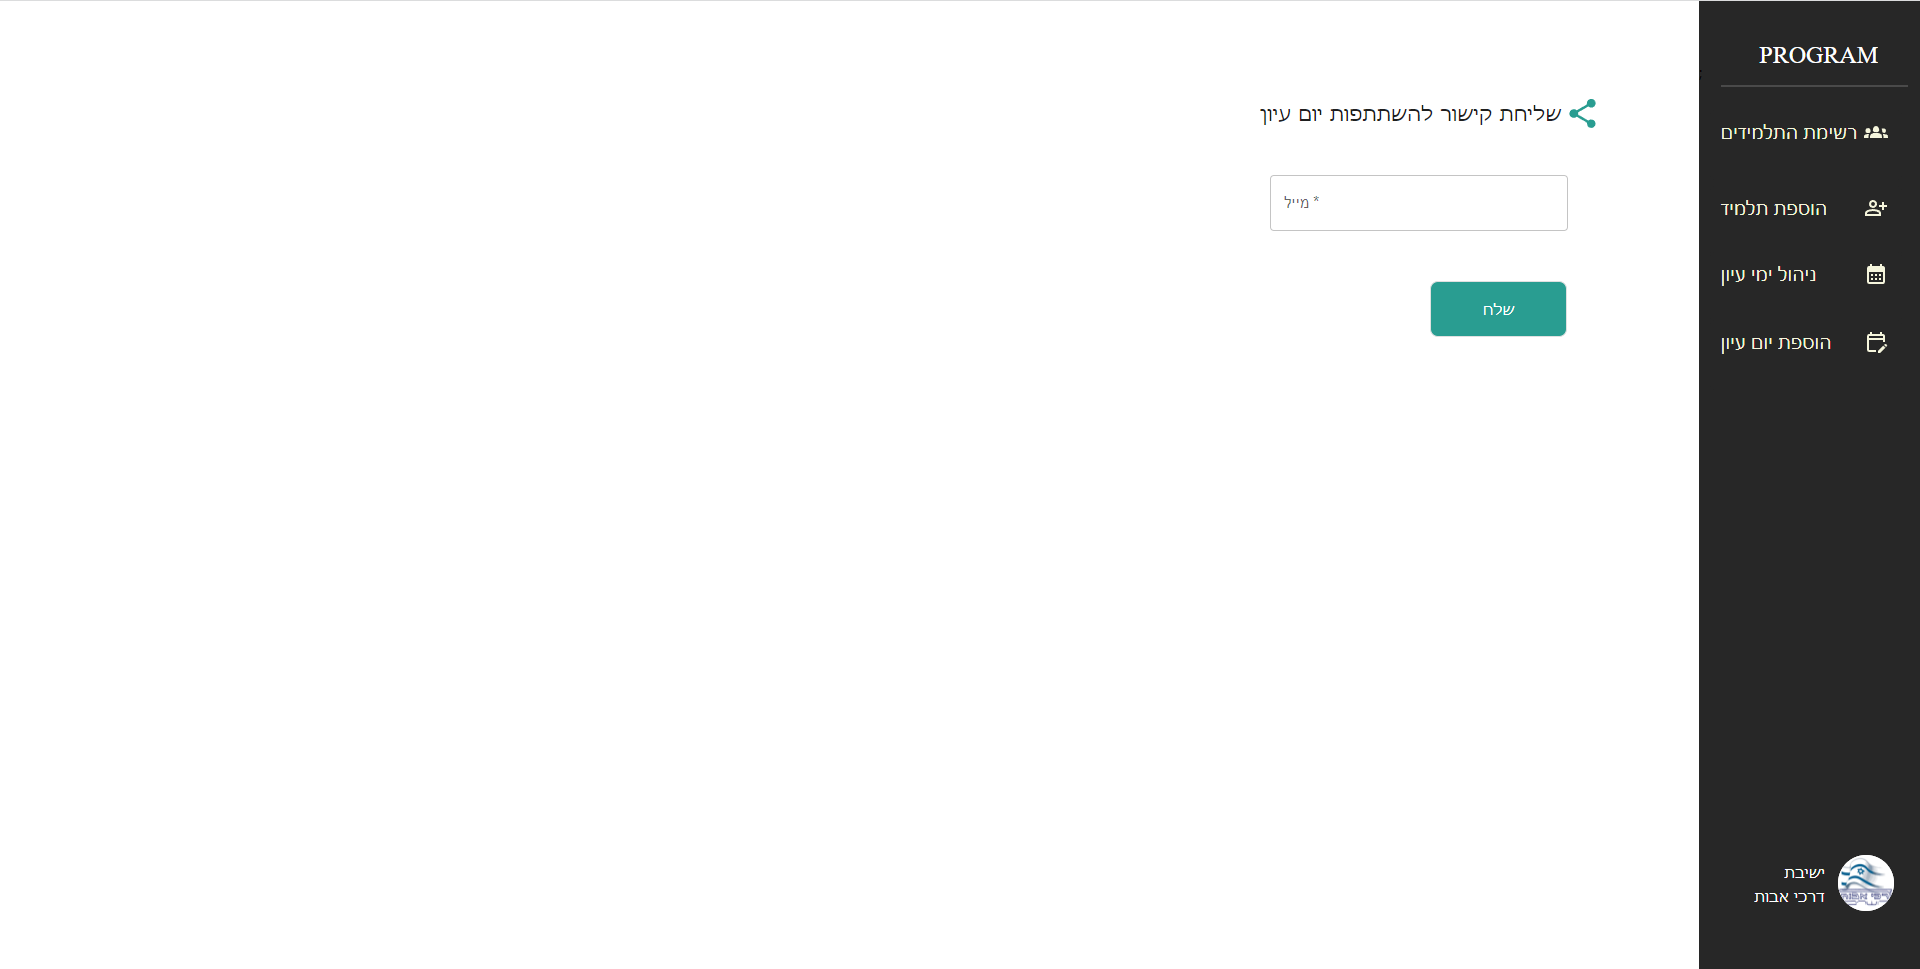 PROGRAM
רשימת התלמידים
הוספת תלמיד
ניהול ימי עיון
הוספת יום עיון
שליחת קישור להשתתפות יום עיון
מייל *
שלח
ישיבת
דרכי אבות